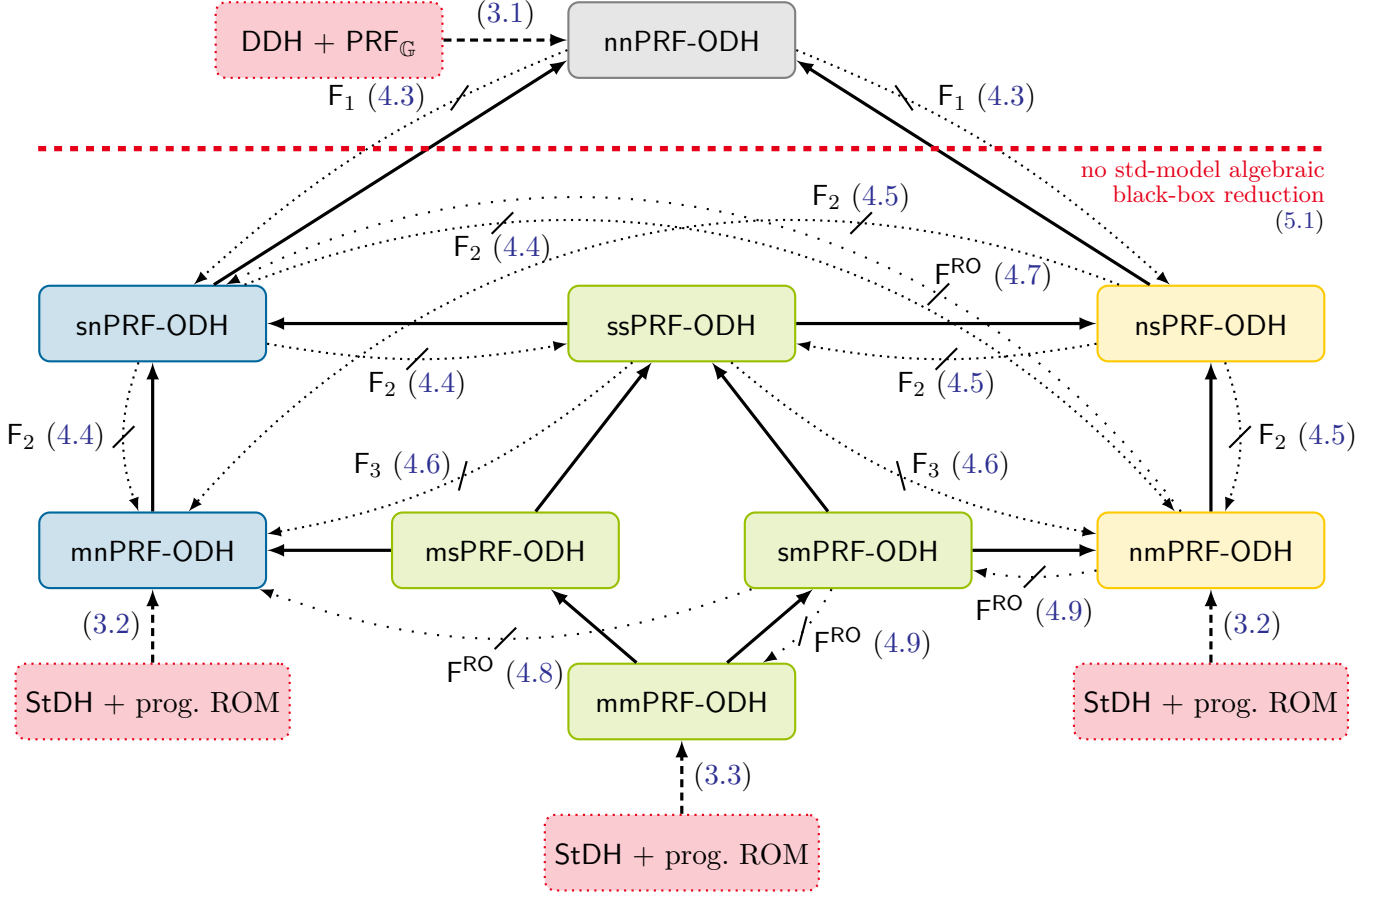 (3.1)
DDH + PRF𝔾
nnPRF-ODH
F₁ (4.3)
F₁ (4.3)
no std-model algebraic
black-box reduction
(5.1)
F₂ (4.5)
F₂ (4.4)
F^RO (4.7)
snPRF-ODH
ssPRF-ODH
nsPRF-ODH
F₂ (4.4)
F₂ (4.5)
F₂ (4.4)
F₂ (4.5)
F₃ (4.6)
F₃ (4.6)
mnPRF-ODH
msPRF-ODH
smPRF-ODH
nmPRF-ODH
(3.2)
F^RO (4.9)
(3.2)
F^RO (4.9)
F^RO (4.8)
StDH + prog. ROM
mmPRF-ODH
StDH + prog. ROM
(3.3)
StDH + prog. ROM